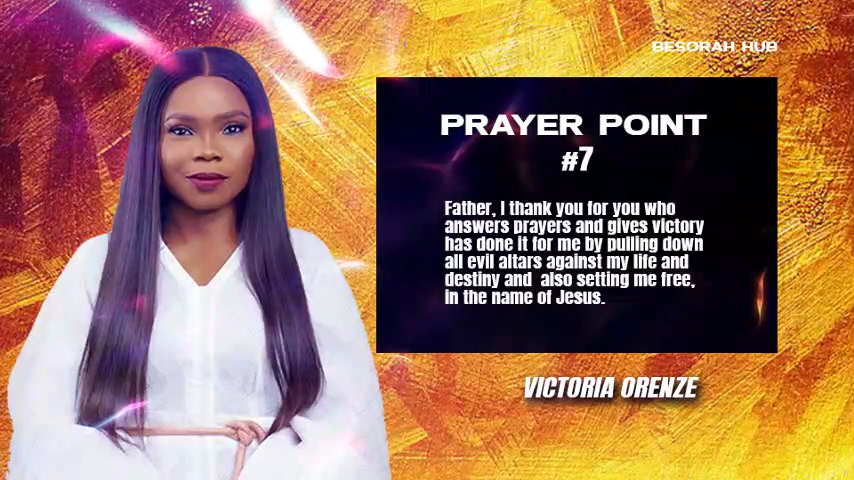 BESORAH HUB
PRAYER POINT
#7
Father, I thank you for you who
answers prayers and gives victory
has done it for me by pulling down
all evil altars against my life and
destiny and  also setting me free,
in the name of Jesus.
VICTORIA ORENZE